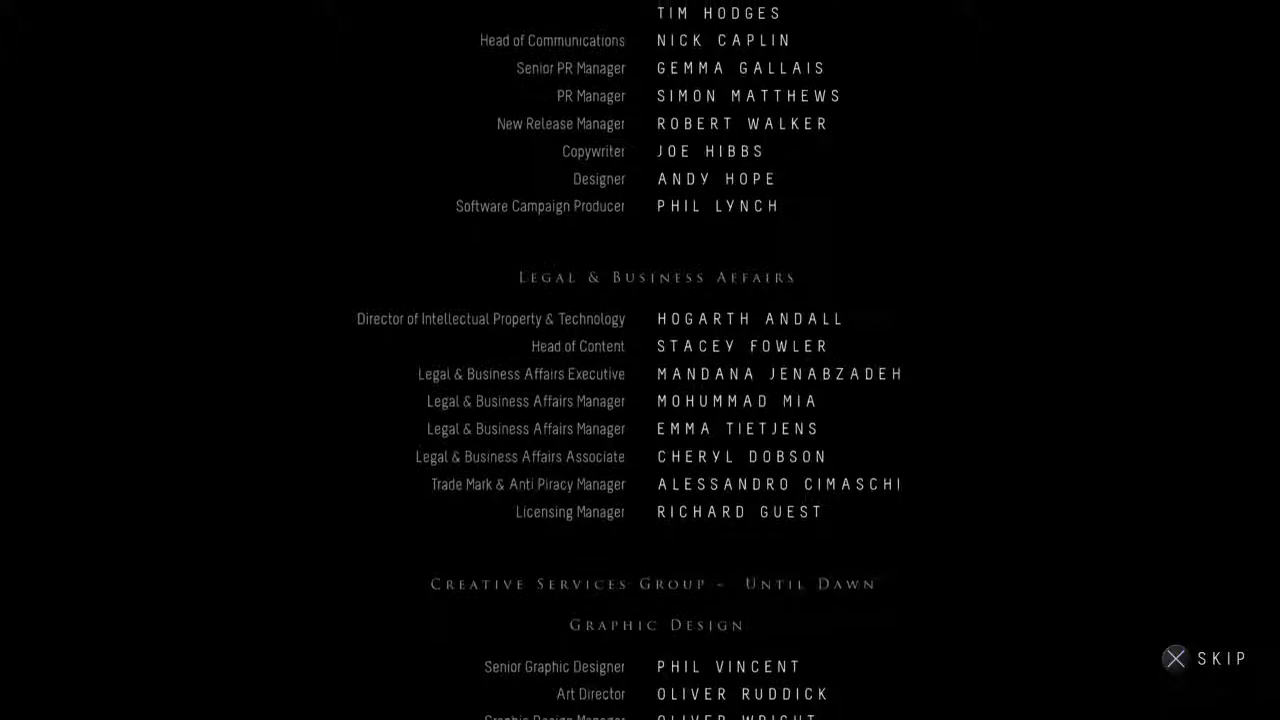 TIM HODGES
Head of Communications NICK CAPLIN
Senior PR Manager GEMMA GALLAIS
PR Manager SIMON MATTHEWS
New Release Manager ROBERT WALKER
Copywriter JOE HIBBS
Designer ANDY HOPE
Software Campaign Producer PHIL LYNCH
LEGAL & BUSINESS AFFAIRS
Director of Intellectual Property & Technology HOGARTH ANDALL
Head of Content STACEY FOWLER
Legal & Business Affairs Executive MANDANA JENABZADEH
Legal & Business Affairs Manager MOHUMMAD MIA
Legal & Business Affairs Manager EMMA TIETJENS
Legal & Business Affairs Associate CHERYL DOBSON
Trade Mark & Anti Piracy Manager ALESSANDRO CIMASCHI
Licensing Manager RICHARD GUEST
CREATIVE SERVICES GROUP - UNTIL DAWN
GRAPHIC DESIGN
Senior Graphic Designer PHIL VINCENT
SKIP
Art Director OLIVER RUDDICK
Graphic Design Manager OLIVER WRIGHT